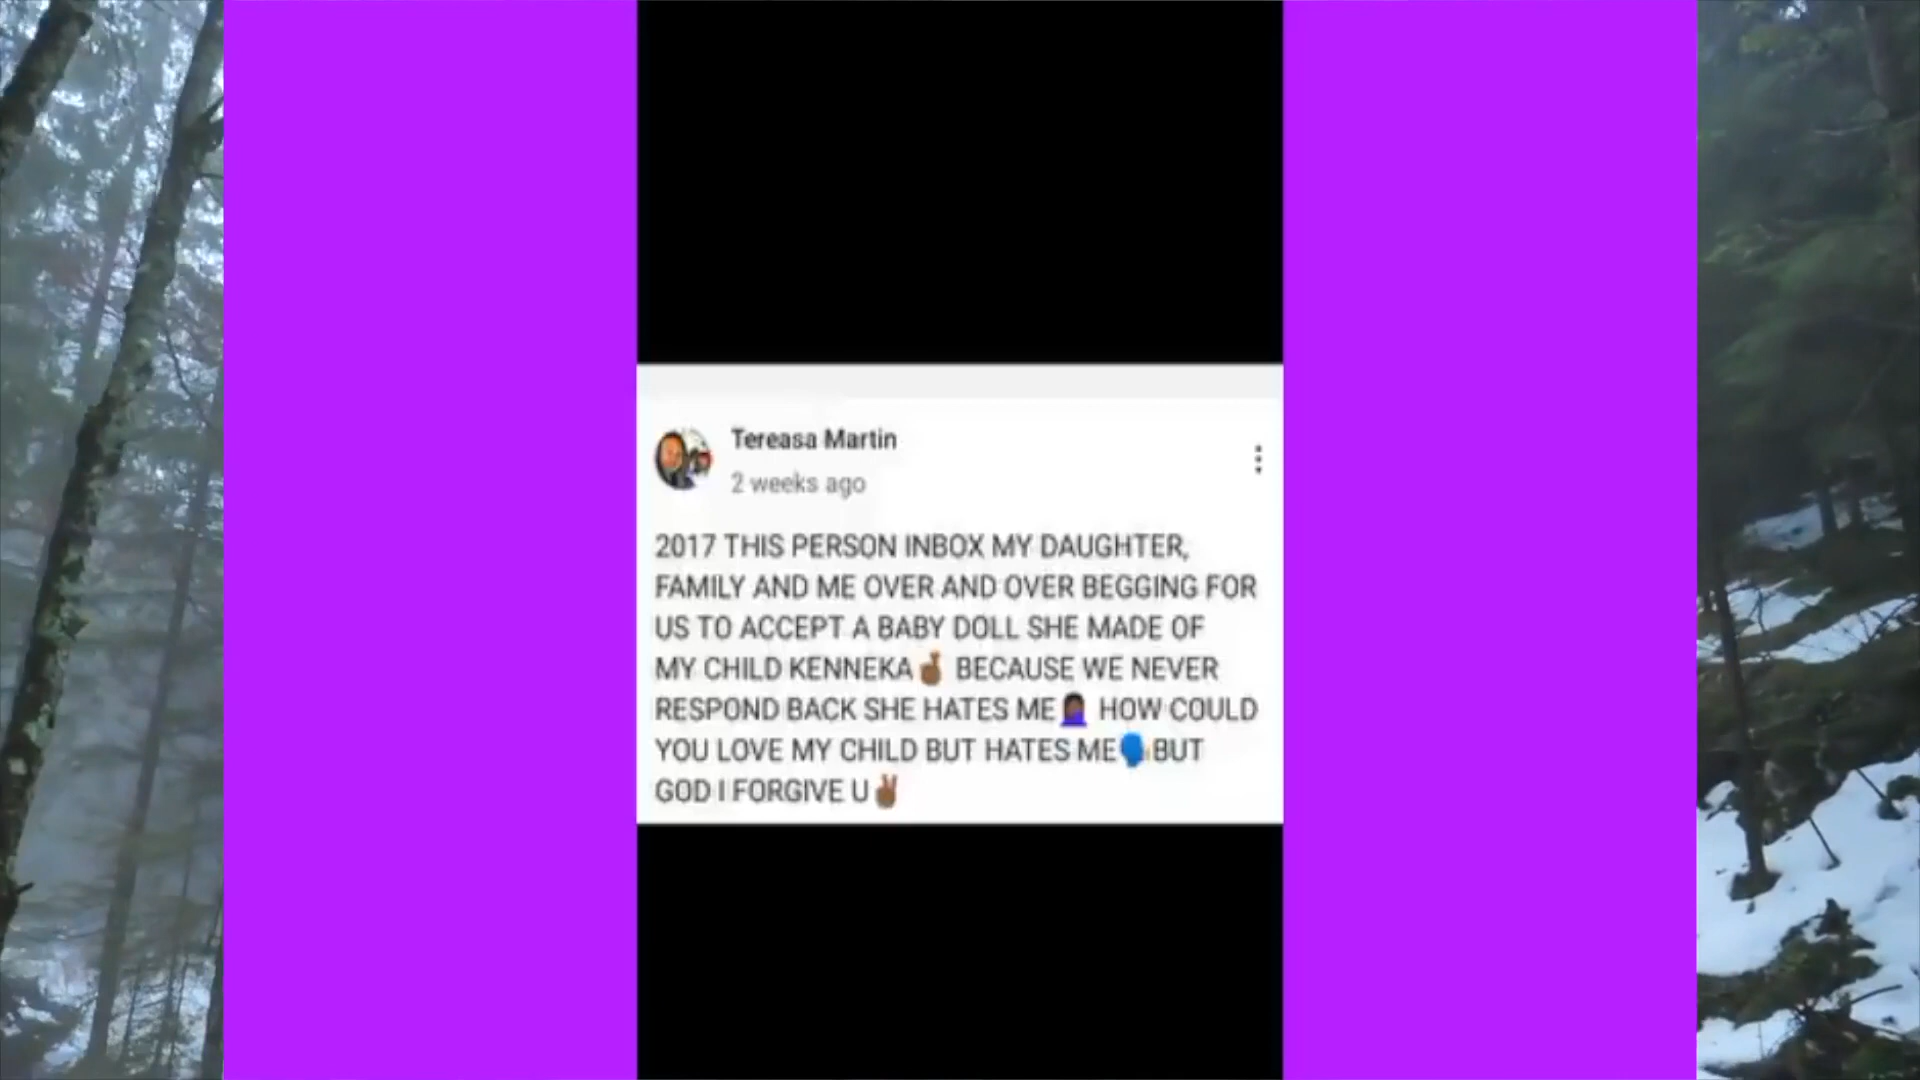 Tereasa Martin
2 weeks ago
2017 THIS PERSON INBOX MY DAUGHTER,
FAMILY AND ME OVER AND OVER BEGGING FOR
US TO ACCEPT A BABY DOLL SHE MADE OF
MY CHILD KENNEKA🤞🏾 BECAUSE WE NEVER
RESPOND BACK SHE HATES ME🤷🏾‍♀️ HOW COULD
YOU LOVE MY CHILD BUT HATES ME🗣️BUT
GOD I FORGIVE U✌🏾